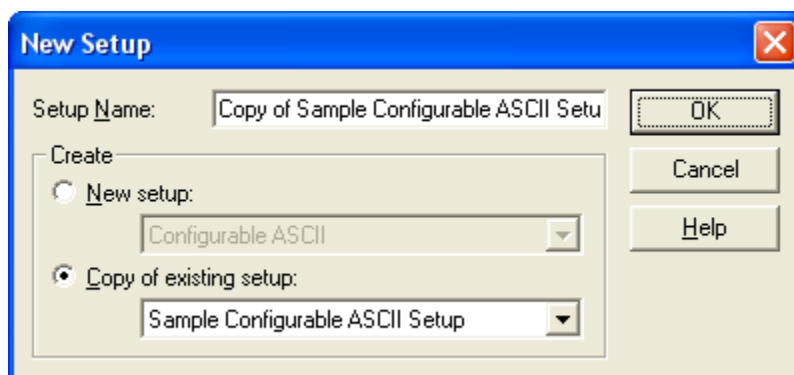 New Setup
Setup Name: Copy of Sample Configurable ASCII Setu
OK
Create
Cancel
New setup:
Configurable ASCII
Help
Copy of existing setup:
Sample Configurable ASCII Setup